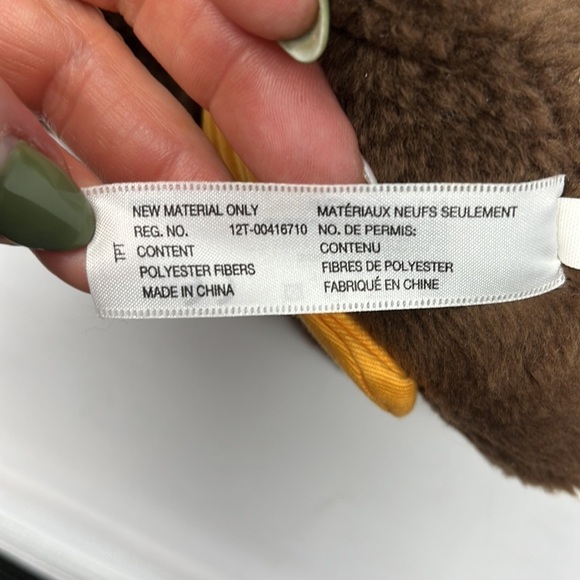 NEW MATERIAL ONLY
REG. NO. 12T-00416710
CONTENT
POLYESTER FIBERS
MADE IN CHINA
MATÉRIAUX NEUFS SEULEMENT
NO. DE PERMIS:
CONTENU
FIBRES DE POLYESTER
FABRIQUÉ EN CHINE
TPT